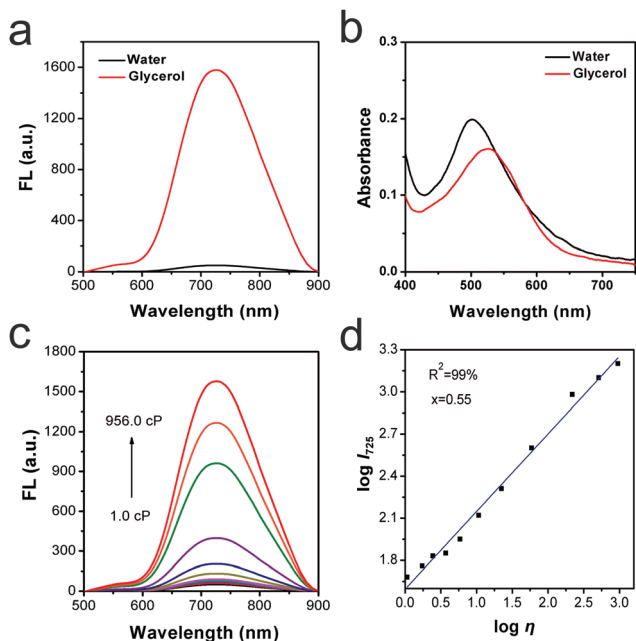 a
Water
Glycerol
FL (a.u.)
1600
1200
800
400
0
500 600 700 800 900
Wavelength (nm)
b
Water
Glycerol
Absorbance
0.3
0.2
0.1
0.0
400 500 600 700
Wavelength (nm)
c
956.0 cP
1.0 cP
FL (a.u.)
1800
1500
1200
900
600
300
0
500 600 700 800 900
Wavelength (nm)
d
R²=99%
x=0.55
log I₇₂₅
3.3
3.0
2.7
2.4
2.1
1.8
0.0 0.5 1.0 1.5 2.0 2.5 3.0
log η